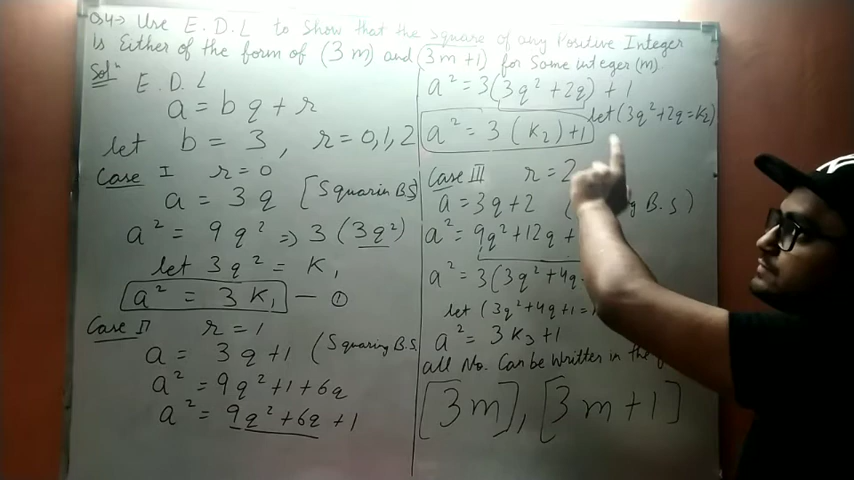 Q4→ Use E.D.L to Show that the Square of any Positive Integer
is Either of the form of (3m) and (3m+1) for Some integer (m).
Solⁿ E.D.L
a = bq + r
let b = 3, r = 0,1,2
Case I r = 0
a = 3q [Squarin B.S]
a² = 9q² => 3(3q²)
let 3q² = K₁
a² = 3K₁ — ①
Case II r = 1
a = 3q+1 (Squaring B.S.
a² = 9q²+1+6q
a² = 9q²+6q+1
a² = 3(3q²+2q)+1
let (3q²+2q=K₂)
a² = 3(K₂)+1
Case III r = 2
a = 3q+2 B.S)
a² = 9q²+12q+
a² = 3(3q²+4q
let (3q²+4q+1=
a² = 3K₃+1
all No. Can be Written in the
[3m], [3m+1]